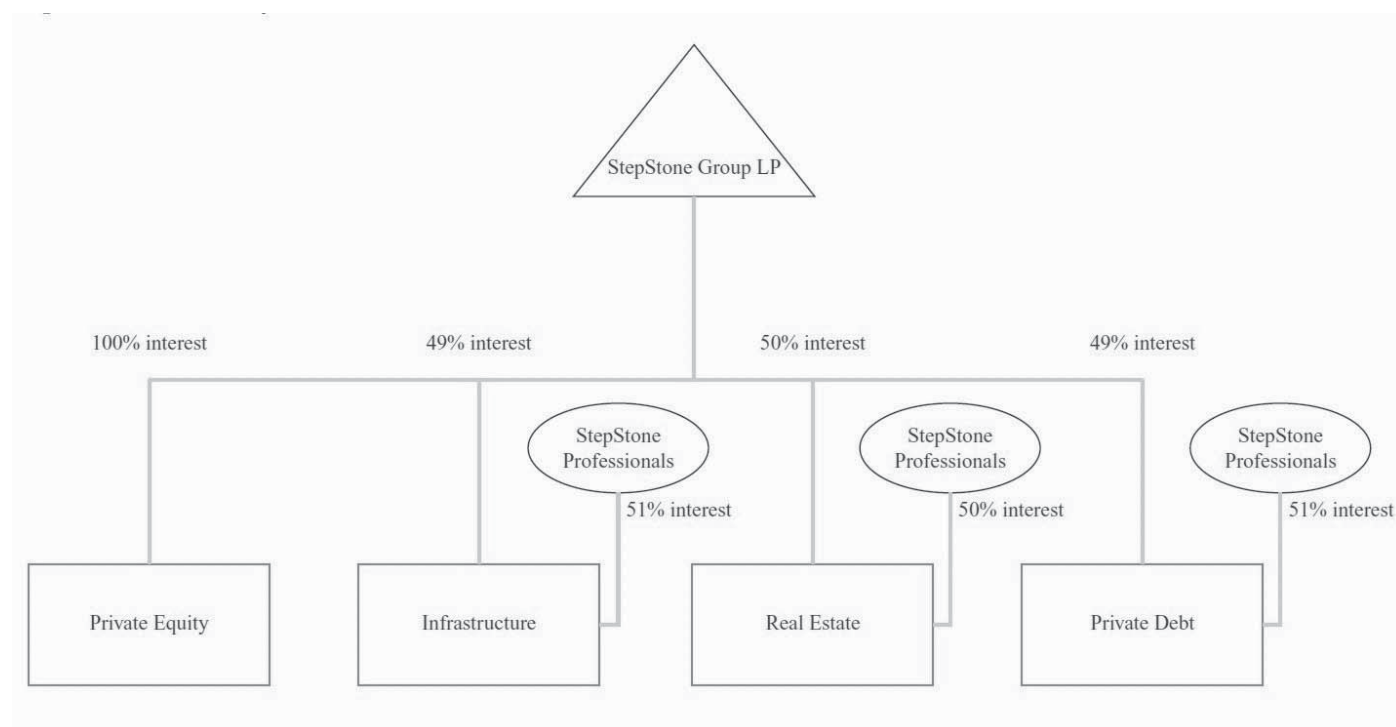 StepStone Group LP
100% interest
49% interest
50% interest
49% interest
StepStone
Professionals
StepStone
Professionals
StepStone
Professionals
51% interest
50% interest
51% interest
Private Equity
Infrastructure
Real Estate
Private Debt